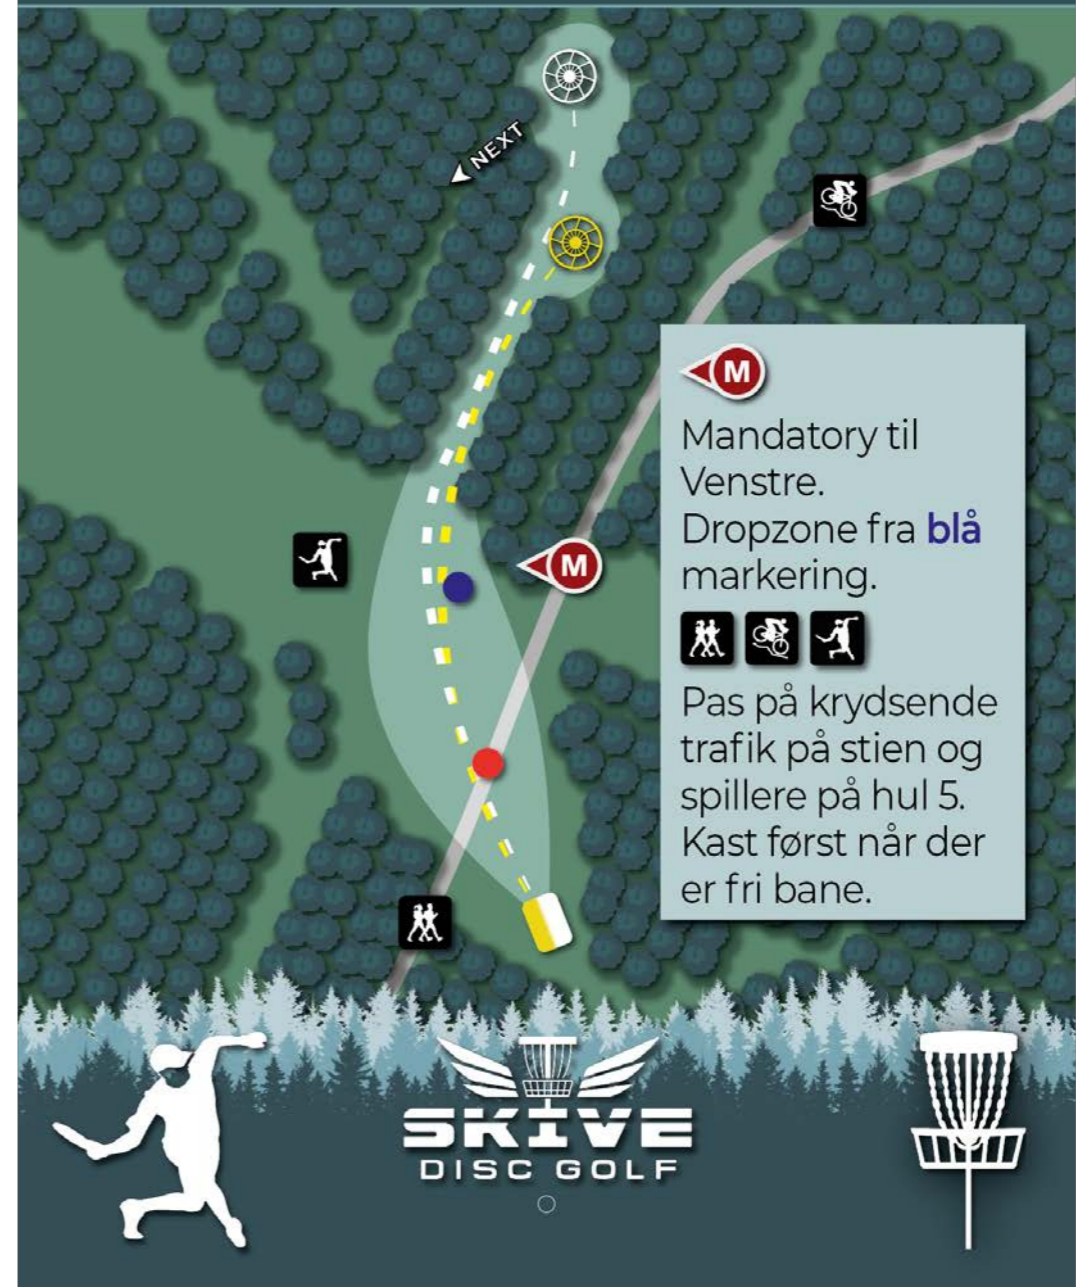 NEXT
M
Mandatory til
Venstre.
M
Dropzone fra blå
markering.
Pas på krydsende
trafik på stien og
spillere på hul 5.
Kast først når der
er fri bane.
SKIVE
DISC GOLF